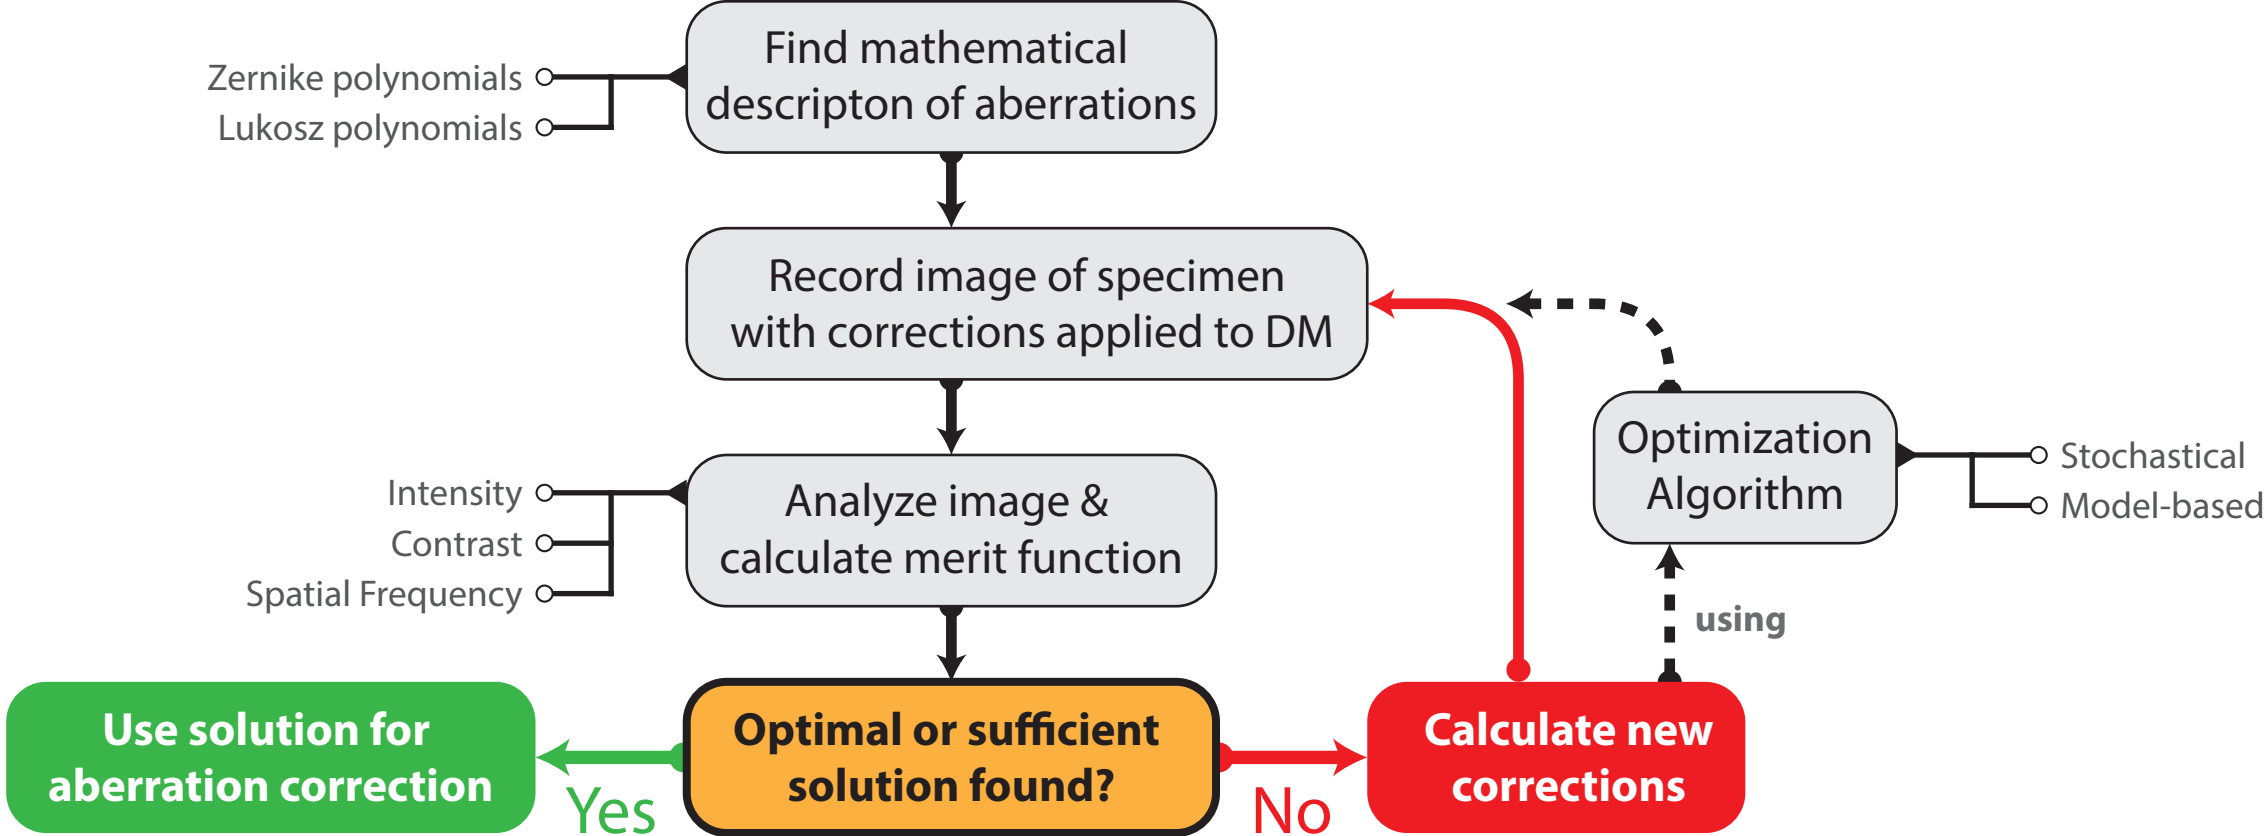 Find mathematical
descripton of aberrations
Zernike polynomials
Lukosz polynomials
Record image of specimen
with corrections applied to DM
Optimization
Algorithm
Stochastical
Model-based
Analyze image &
calculate merit function
Intensity
Contrast
Spatial Frequency
using
Use solution for
aberration correction
Yes
Optimal or sufficient
solution found?
No
Calculate new
corrections